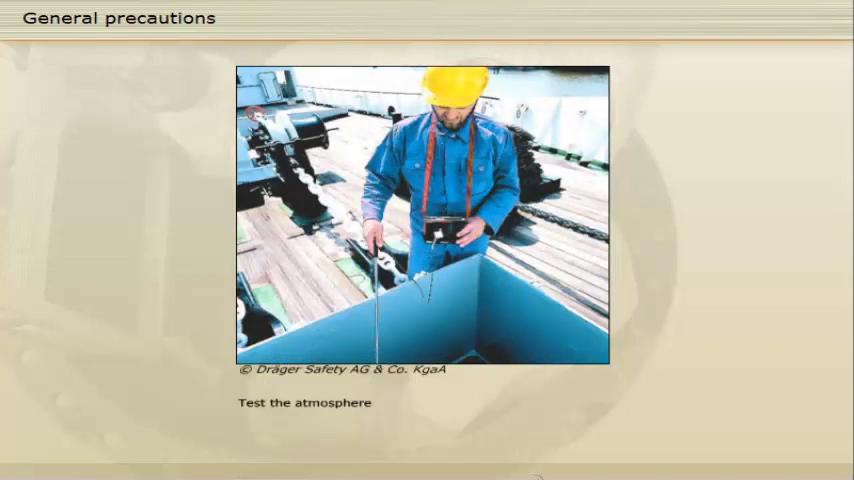 General precautions
© Dräger Safety AG & Co. KgaA
Test the atmosphere